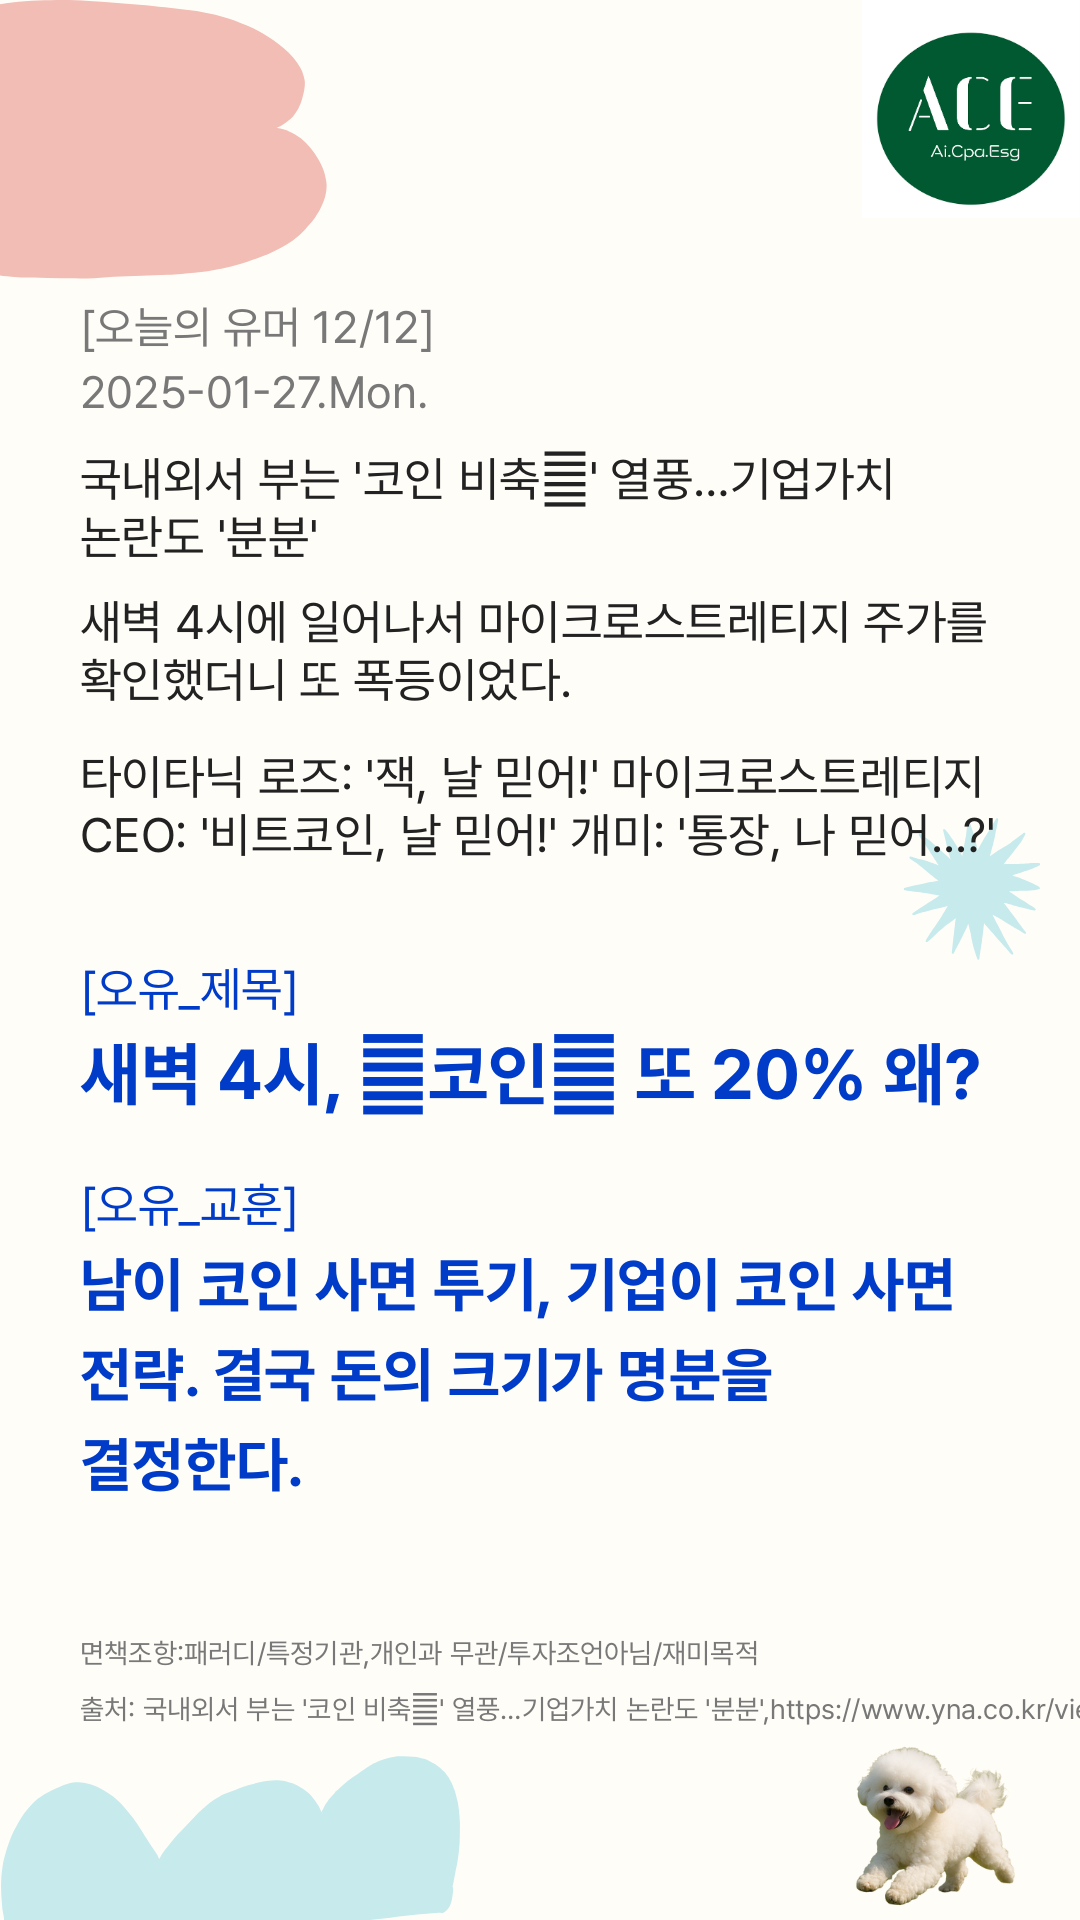 ACE
Ai.Cpa.Esg
[오늘의 유머 12/12]
2025-01-27.Mon.
국내외서 부는 '코인 비축' 열풍...기업가치
논란도 '분분'
새벽 4시에 일어나서 마이크로스트레티지 주가를
확인했더니 또 폭등이었다.
타이타닉 로즈: '잭, 날 믿어!' 마이크로스트레티지
CEO: '비트코인, 날 믿어!' 개미: '통장, 나 믿어...?'
[오유_제목]
새벽 4시, 코인 또 20% 왜?
[오유_교훈]
남이 코인 사면 투기, 기업이 코인 사면
전략. 결국 돈의 크기가 명분을
결정한다.
면책조항:패러디/특정기관,개인과 무관/투자조언아님/재미목적
출처: 국내외서 부는 '코인 비축' 열풍...기업가치 논란도 '분분',https://www.yna.co.kr/vie